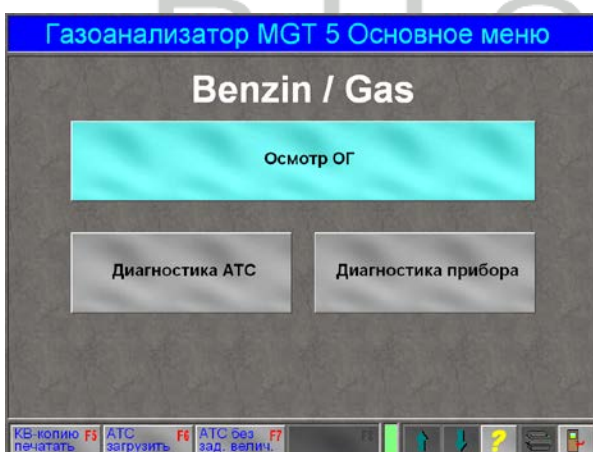 Газоанализатор MGT 5 Основное меню
Benzin / Gas
Осмотр ОГ
Диагностика АТС
Диагностика прибора
КВ-копию F5
печатать
АТС F6
загрузить
АТС без F7
зад. велич.
F8
?